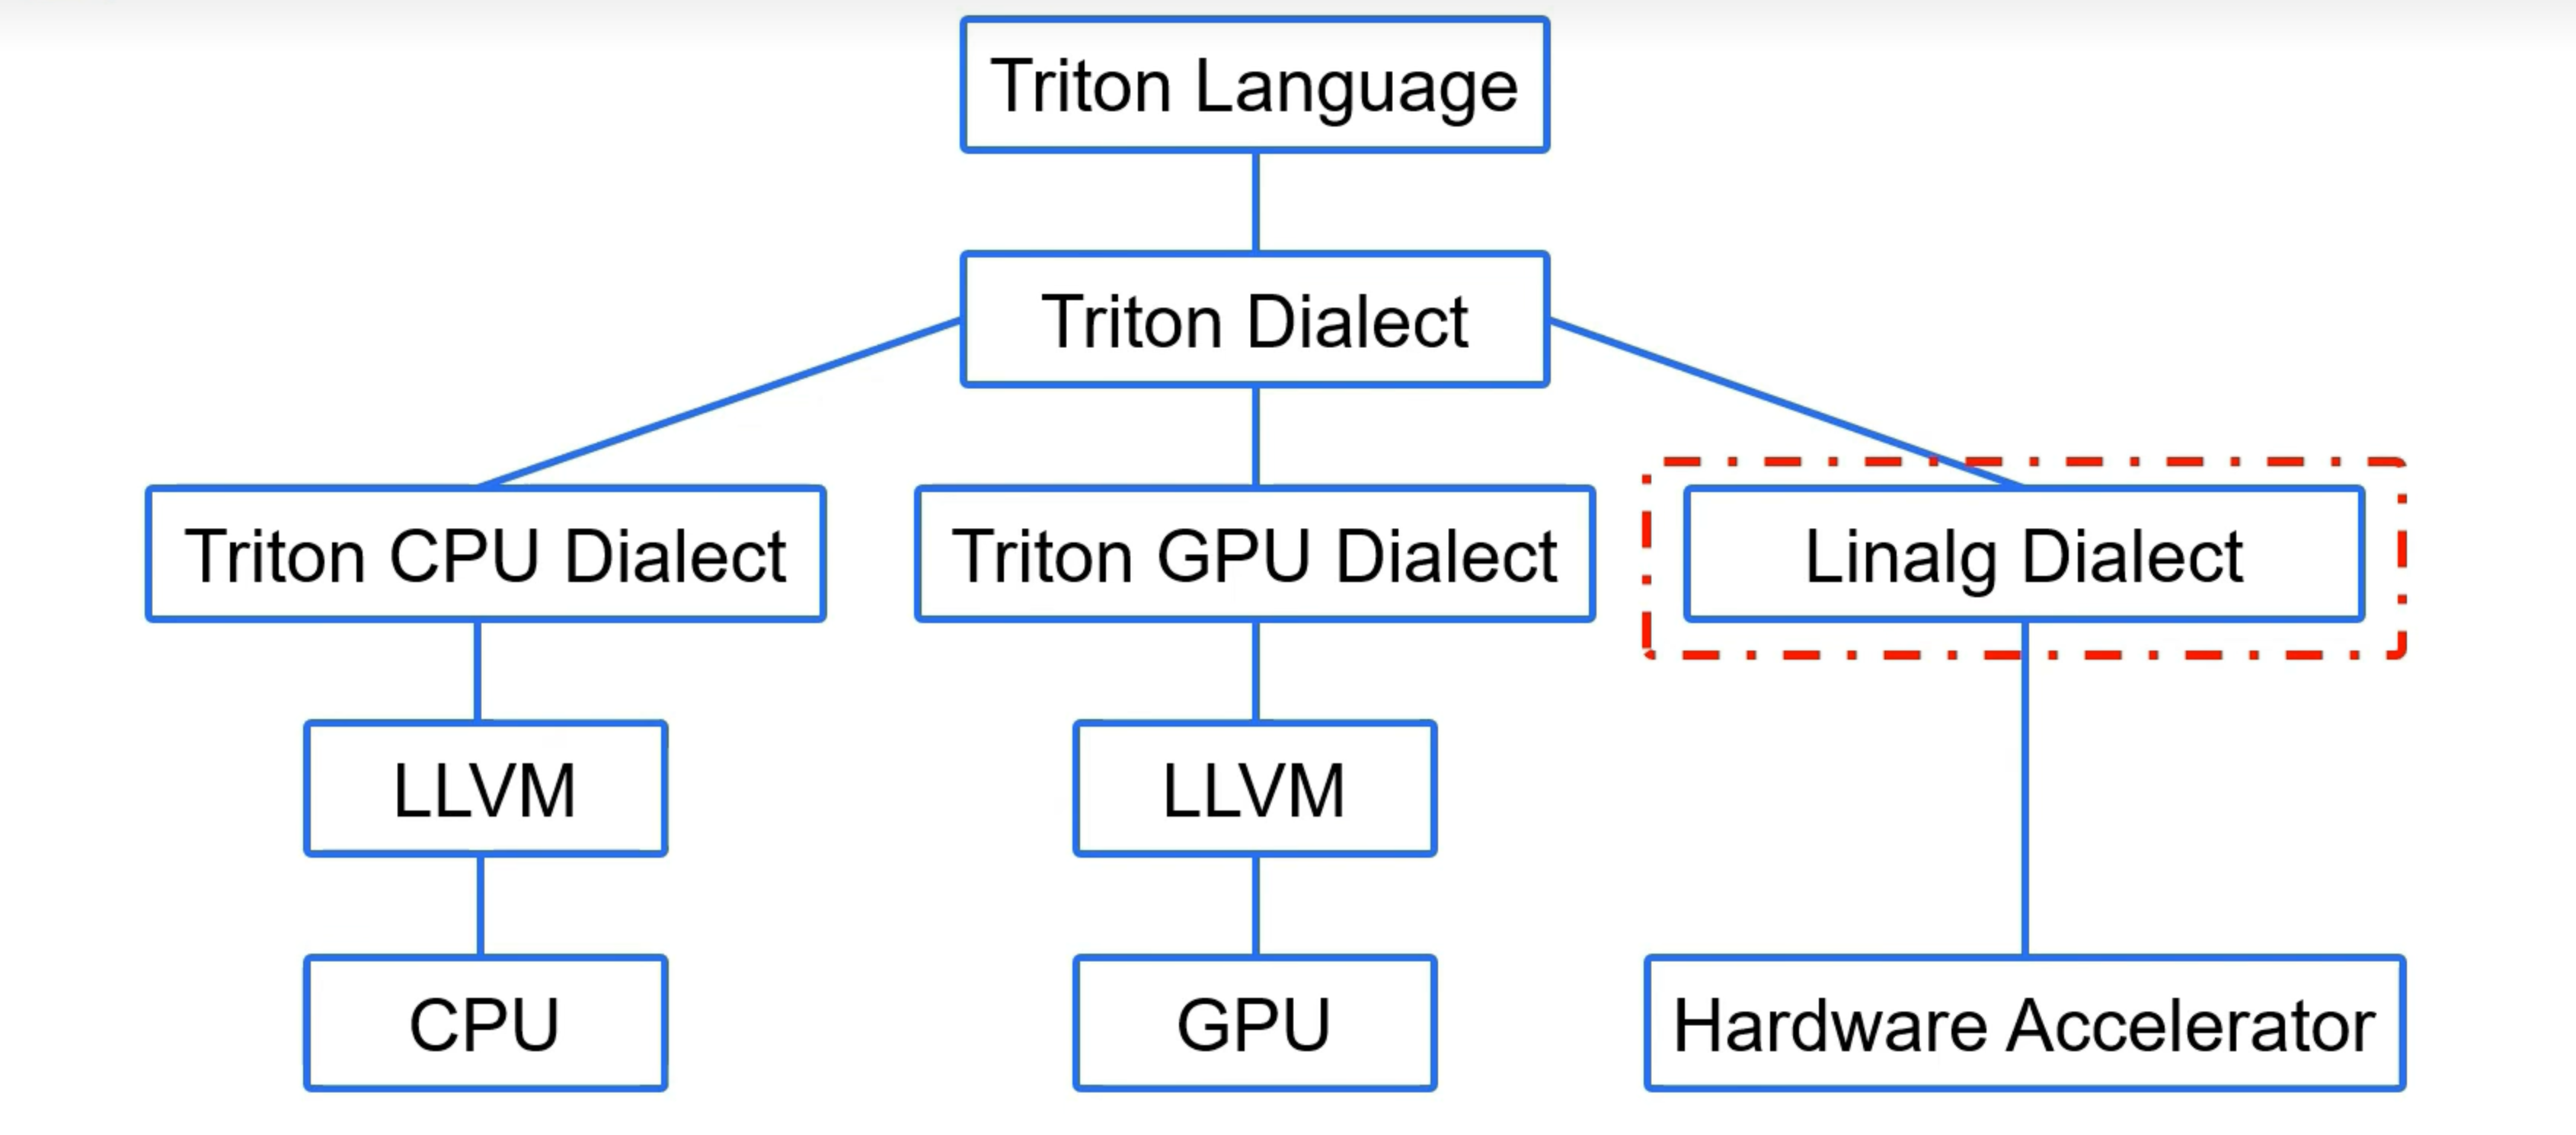 Triton Language
Triton Dialect
Triton CPU Dialect
Triton GPU Dialect
Linalg Dialect
LLVM
LLVM
CPU
GPU
Hardware Accelerator